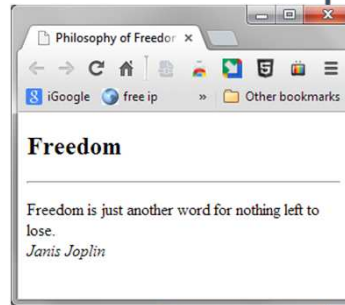 Philosophy of Freedor
iGoogle free ip » Other bookmarks
Freedom
Freedom is just another word for nothing left to
lose.
Janis Joplin